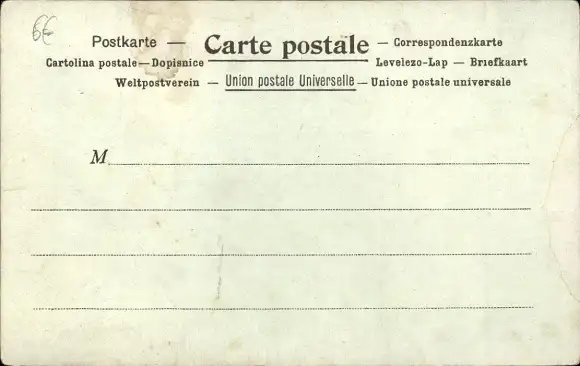 6€
Postkarte — Carte postale — Correspondenzkarte
Cartolina postale — Dopisnice Levelezo-Lap — Briefkaart
Weltpostverein — Union postale Universelle — Unione postale universale
M